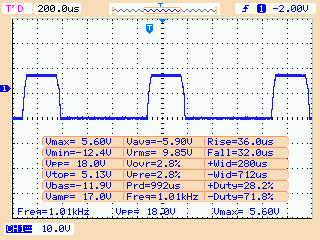 T'D 200.0us T f 1 -2.00V
T
1
Vmax= 5.60V Vavg=-5.90V Rise=36.0us
Vmin=-12.4V Vrms= 9.85V Fall=32.0us
Vpp= 18.0V Vovr=2.8% +Wid=280us
Vtop= 5.13V Vpre=2.8% -Wid=712us
Vbas=-11.9V Prd=992us +Duty=28.2%
Vamp= 17.0V Freq=1.01kHz -Duty=71.8%
Freq=1.01kHz Vpp= 18.0V Vmax= 5.60V
CH1 10.0V